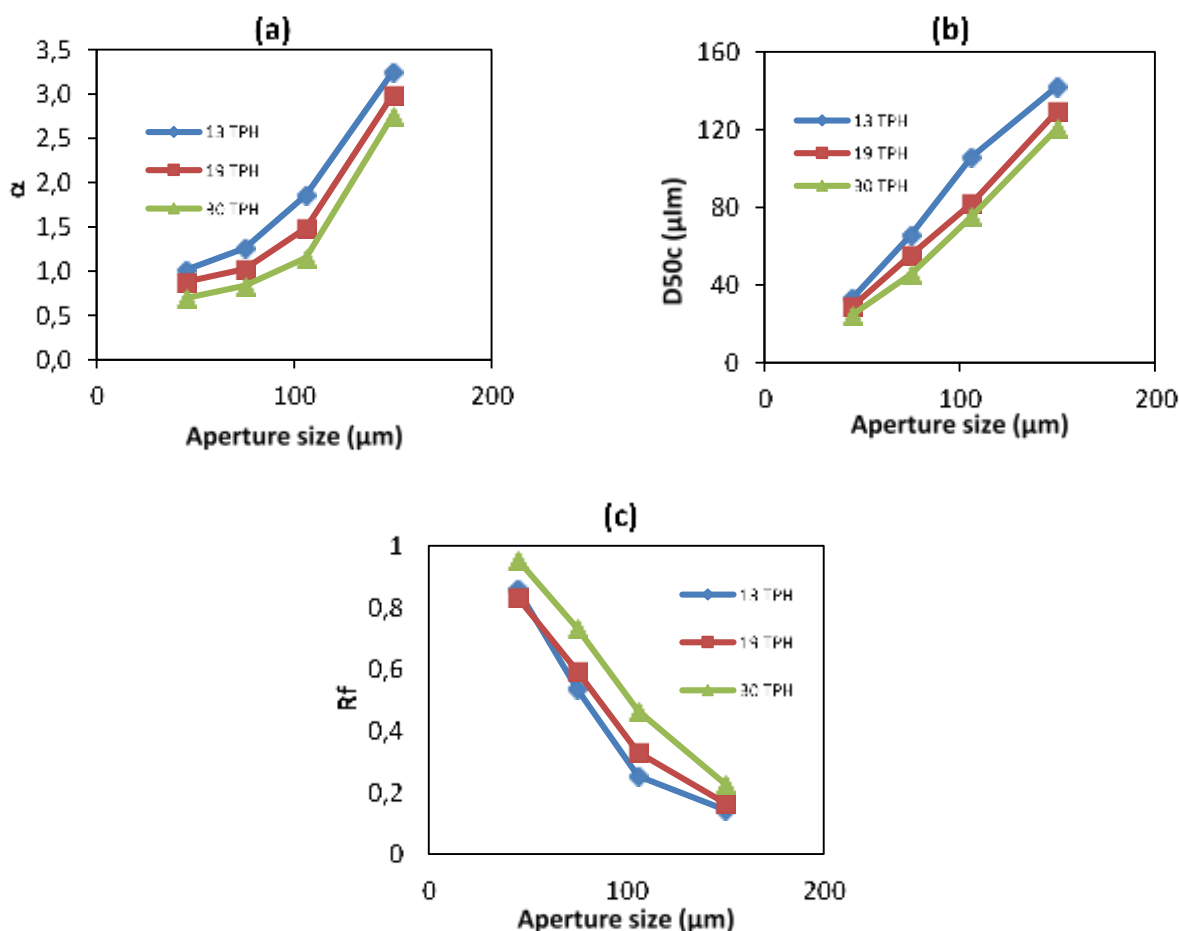 (a)
3,5
3,0
2,5
2,0
1,5
1,0
0,5
0,0
α
13 TPH
19 TPH
30 TPH
0
100
200
Aperture size (µm)
(b)
160
120
80
40
0
D50c (µlm)
13 TPH
19 TPH
30 TPH
0
100
200
Aperture size (µm)
(c)
1
0,8
0,6
0,4
0,2
0
Rf
13 TPH
19 TPH
30 TPH
0
100
200
Aperture size (µm)